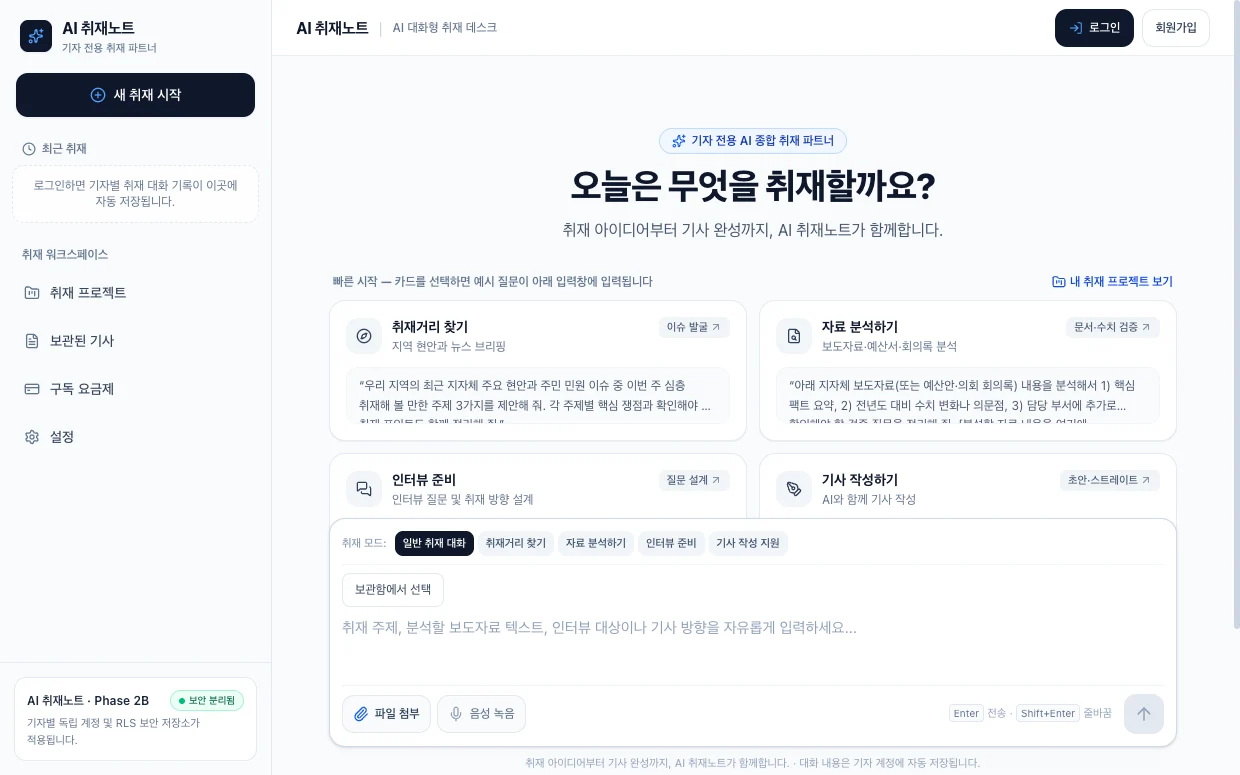 AI 취재노트
기자 전용 취재 파트너
새 취재 시작
최근 취재
로그인하면 기자별 취재 대화 기록이 이곳에
자동 저장됩니다.
취재 워크스페이스
취재 프로젝트
보관된 기사
구독 요금제
설정
AI 취재노트 · Phase 2B
보안 분리됨
기자별 독립 계정 및 RLS 보안 저장소가
적용됩니다.
AI 취재노트
AI 대화형 취재 데스크
로그인
회원가입
기자 전용 AI 종합 취재 파트너
오늘은 무엇을 취재할까요?
취재 아이디어부터 기사 완성까지, AI 취재노트가 함께합니다.
빠른 시작 — 카드를 선택하면 예시 질문이 아래 입력창에 입력됩니다
내 취재 프로젝트 보기
취재거리 찾기
이슈 발굴
지역 현안과 뉴스 브리핑
“우리 지역의 최근 지자체 주요 현안과 주민 민원 이슈 중 이번 주 심층
취재해 볼 만한 주제 3가지를 제안해 줘. 각 주제별 핵심 쟁점과 확인해야 ...
자료 분석하기
문서·수치 검증
보도자료·예산서·회의록 분석
“아래 지자체 보도자료(또는 예산안·의회 회의록) 내용을 분석해서 1) 핵심
팩트 요약, 2) 전년도 대비 수치 변화나 의문점, 3) 담당 부서에 추가로...
인터뷰 준비
질문 설계
인터뷰 질문 및 취재 방향 설계
기사 작성하기
초안·스트레이트
AI와 함께 기사 작성
취재 모드:
일반 취재 대화
취재거리 찾기
자료 분석하기
인터뷰 준비
기사 작성 지원
보관함에서 선택
취재 주제, 분석할 보도자료 텍스트, 인터뷰 대상이나 기사 방향을 자유롭게 입력하세요...
파일 첨부
음성 녹음
Enter 전송 · Shift+Enter 줄바꿈
취재 아이디어부터 기사 완성까지, AI 취재노트가 함께합니다. · 대화 내용은 기자 계정에 자동 저장됩니다.